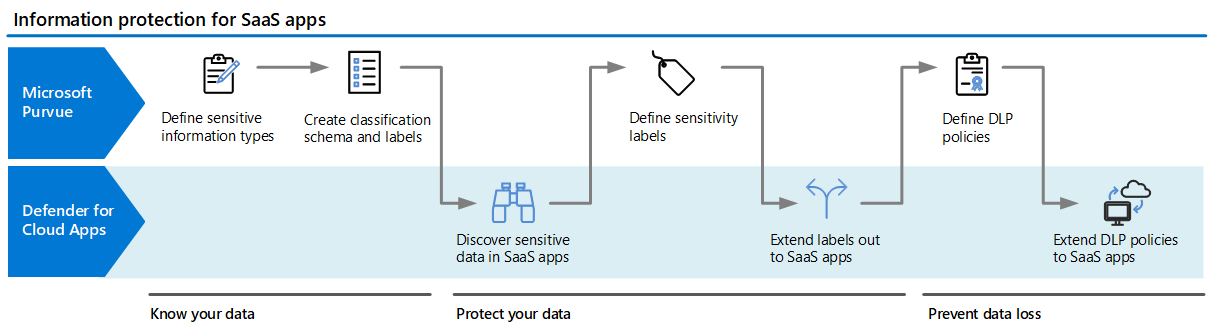 Information protection for SaaS apps
Microsoft
Purvue
Define sensitive
information types
Create classification
schema and labels
Define sensitivity
labels
Define DLP
policies
Defender for
Cloud Apps
Discover sensitive
data in SaaS apps
Extend labels out
to SaaS apps
Extend DLP policies
to SaaS apps
Know your data
Protect your data
Prevent data loss